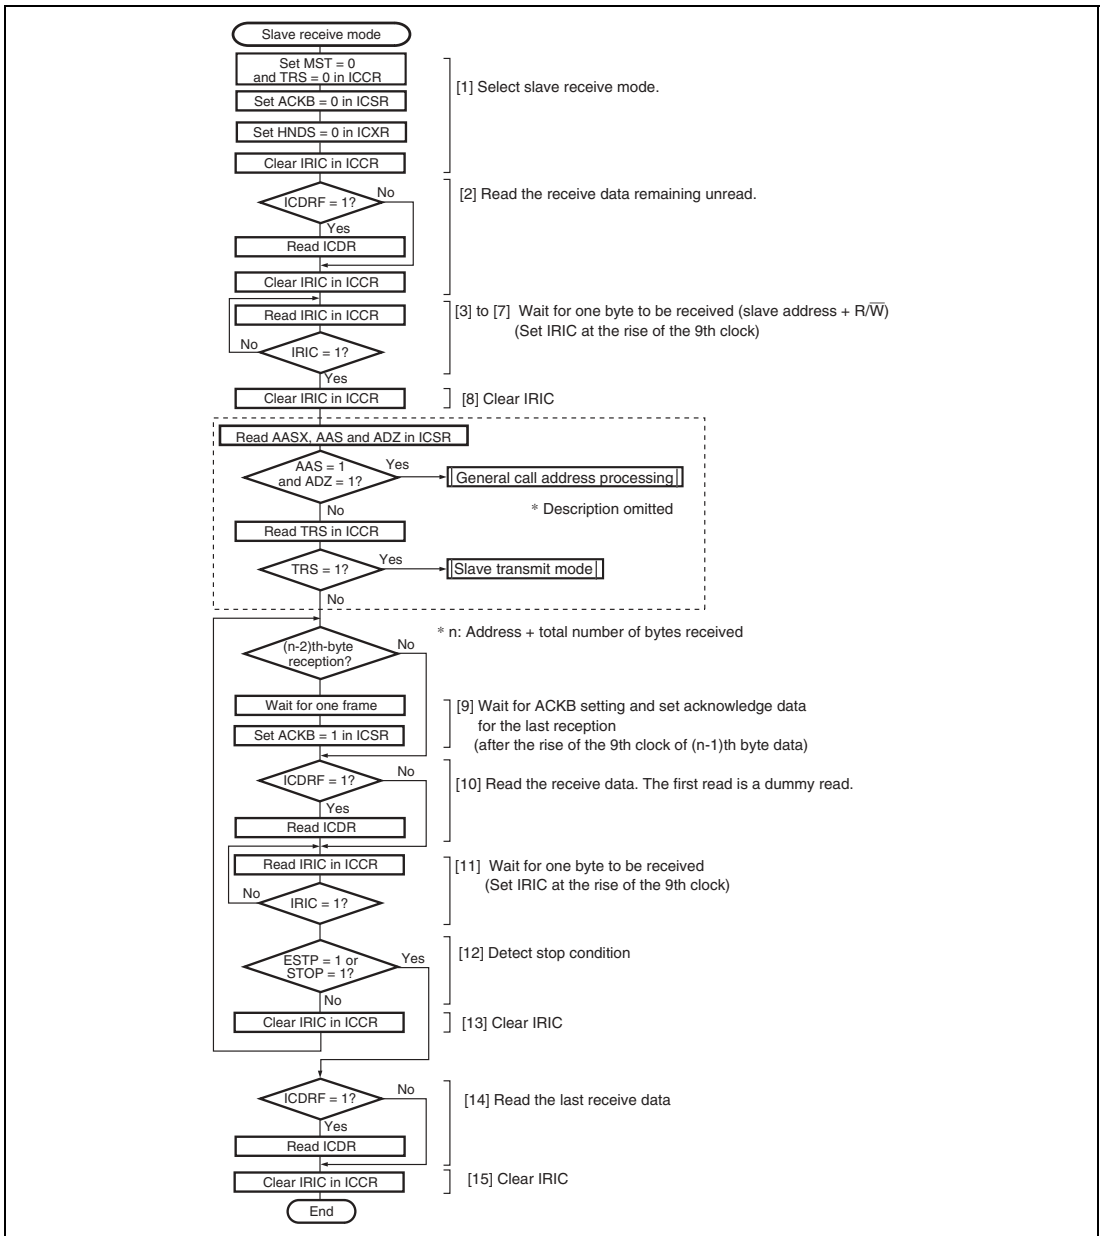 Slave receive mode
Set MST = 0
and TRS = 0 in ICCR
[1] Select slave receive mode.
Set ACKB = 0 in ICSR
Set HNDS = 0 in ICXR
Clear IRIC in ICCR
ICDRF = 1?
No
[2] Read the receive data remaining unread.
Yes
Read ICDR
Clear IRIC in ICCR
Read IRIC in ICCR
[3] to [7] Wait for one byte to be received (slave address + R/W̅)
(Set IRIC at the rise of the 9th clock)
No
IRIC = 1?
Yes
Clear IRIC in ICCR
[8] Clear IRIC
Read AASX, AAS and ADZ in ICSR
AAS = 1
and ADZ = 1?
Yes
General call address processing
No
* Description omitted
Read TRS in ICCR
TRS = 1?
Yes
Slave transmit mode
No
* n: Address + total number of bytes received
(n-2)th-byte
reception?
No
Wait for one frame
[9] Wait for ACKB setting and set acknowledge data
for the last reception
(after the rise of the 9th clock of (n-1)th byte data)
Set ACKB = 1 in ICSR
ICDRF = 1?
No
[10] Read the receive data. The first read is a dummy read.
Yes
Read ICDR
Read IRIC in ICCR
[11] Wait for one byte to be received
(Set IRIC at the rise of the 9th clock)
No
IRIC = 1?
ESTP = 1 or
STOP = 1?
Yes
[12] Detect stop condition
No
Clear IRIC in ICCR
[13] Clear IRIC
ICDRF = 1?
No
[14] Read the last receive data
Yes
Read ICDR
Clear IRIC in ICCR
[15] Clear IRIC
End